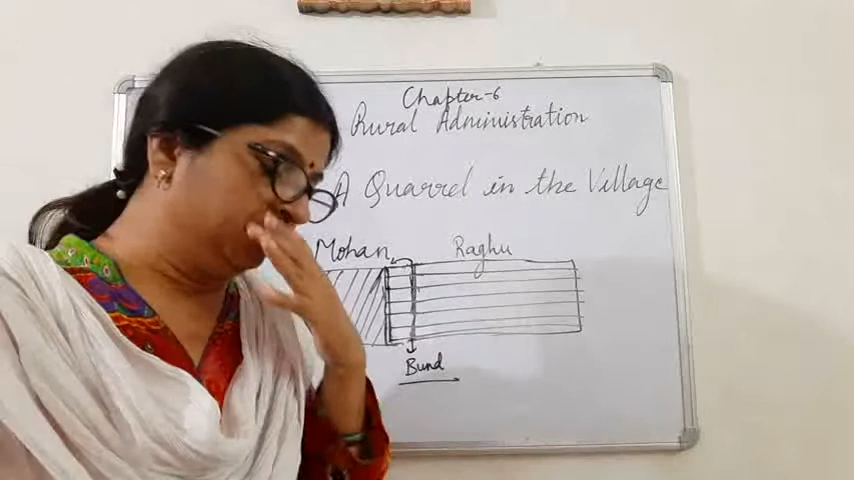 Chapter-6
Rural Administration
A Quarrel in the Village
Mohan Raghu
Bund